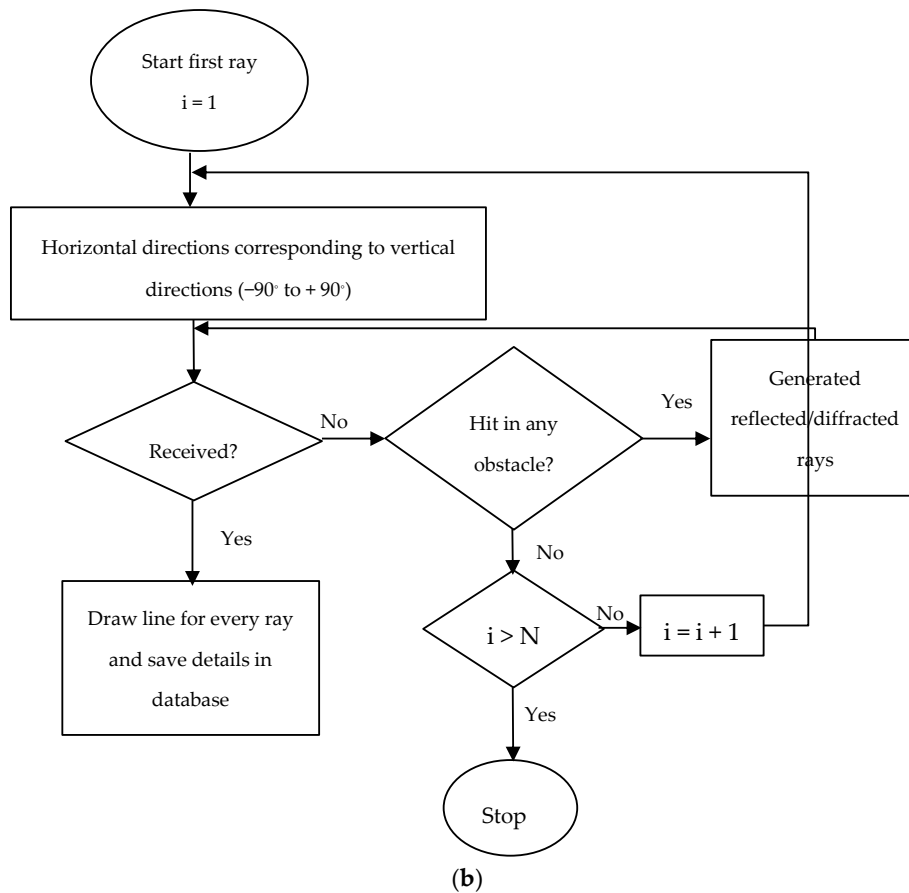 Start first ray
i = 1
Horizontal directions corresponding to vertical
directions (−90° to + 90°)
Received?
No
Hit in any
obstacle?
Yes
Generated
reflected/diffracted
rays
Yes
Draw line for every ray
and save details in
database
No
i > N
No
i = i + 1
Yes
Stop
(b)